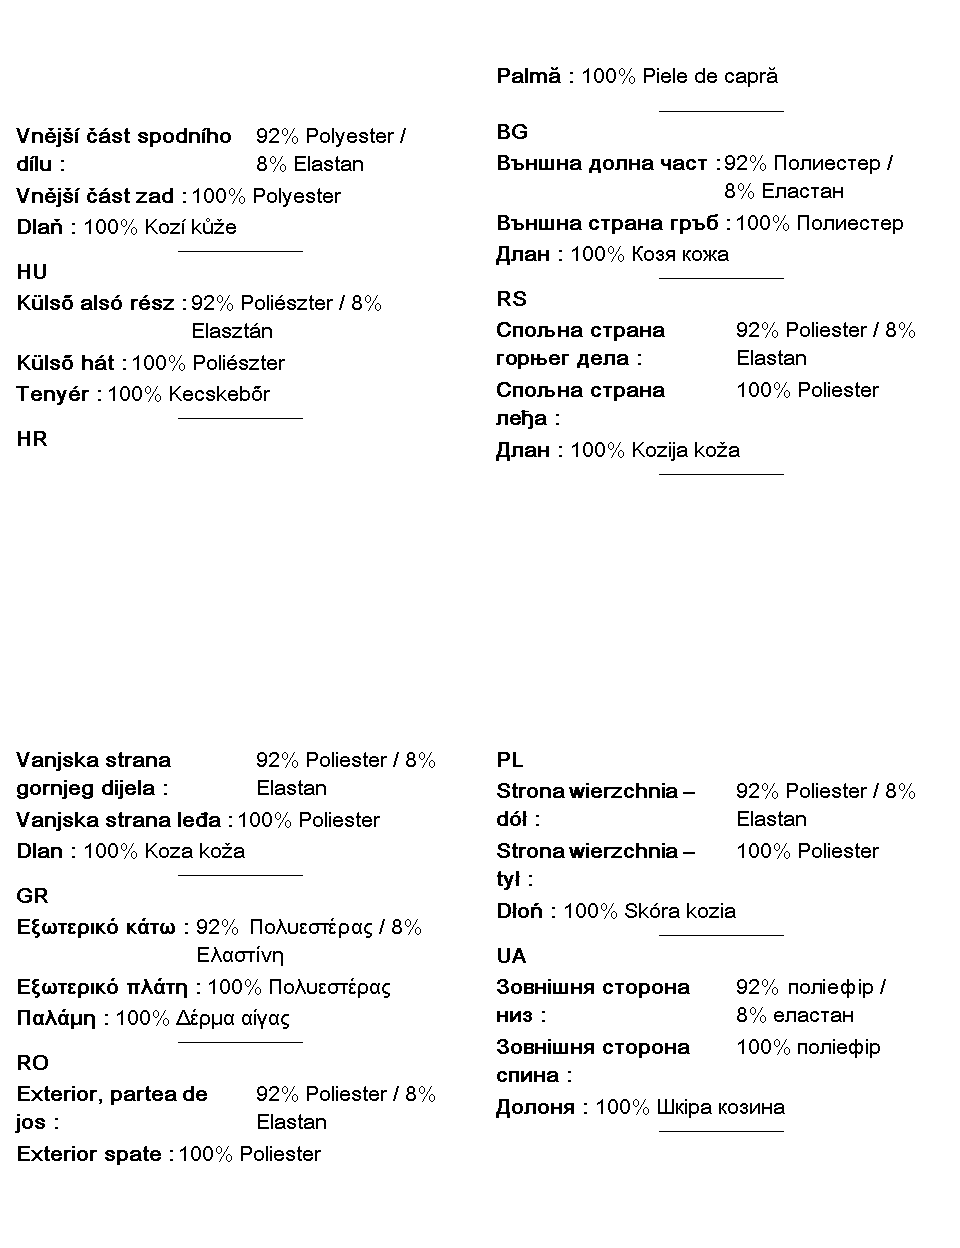 Vnější část spodního
dílu :
92% Polyester /
8% Elastan
Vnější část zad : 100% Polyester
Dlaň : 100% Kozí kůže
HU
Külső alsó rész : 92% Poliészter / 8%
Elasztán
Külső hát : 100% Poliészter
Tenyér : 100% Kecskebőr
HR
Vanjska strana
gornjeg dijela :
92% Poliester / 8%
Elastan
Vanjska strana leđa : 100% Poliester
Dlan : 100% Koza koža
GR
Εξωτερικό κάτω : 92% Πολυεστέρας / 8%
Ελαστίνη
Εξωτερικό πλάτη : 100% Πολυεστέρας
Παλάμη : 100% Δέρμα αίγας
RO
Exterior, partea de
jos :
92% Poliester / 8%
Elastan
Exterior spate : 100% Poliester
Palmă : 100% Piele de capră
BG
Външна долна част : 92% Полиестер /
8% Еластан
Външна страна гръб : 100% Полиестер
Длан : 100% Козя кожа
RS
Спољна страна
горњег дела :
92% Poliester / 8%
Elastan
Спољна страна
леђа :
100% Poliester
Длан : 100% Kozija koža
PL
Strona wierzchnia –
dół :
92% Poliester / 8%
Elastan
Strona wierzchnia –
tył :
100% Poliester
Dłoń : 100% Skóra kozia
UA
Зовнішня сторона
низ :
92% поліефір /
8% еластан
Зовнішня сторона
спина :
100% поліефір
Долоня : 100% Шкіра козина